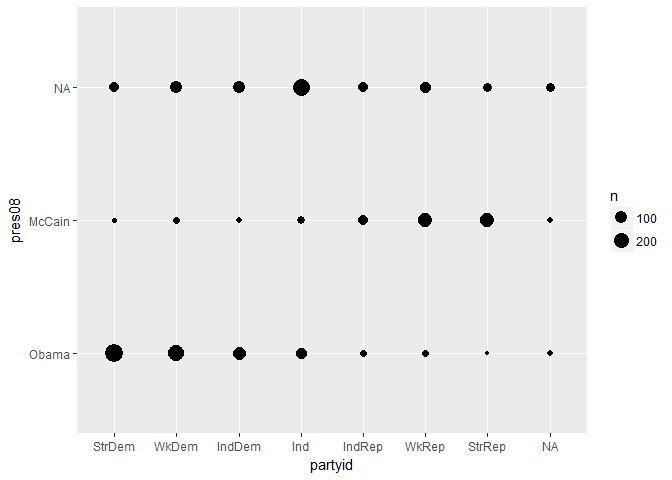 NA
McCain
Obama
pres08
StrDem WkDem IndDem Ind IndRep WkRep StrRep NA
partyid
n
100
200